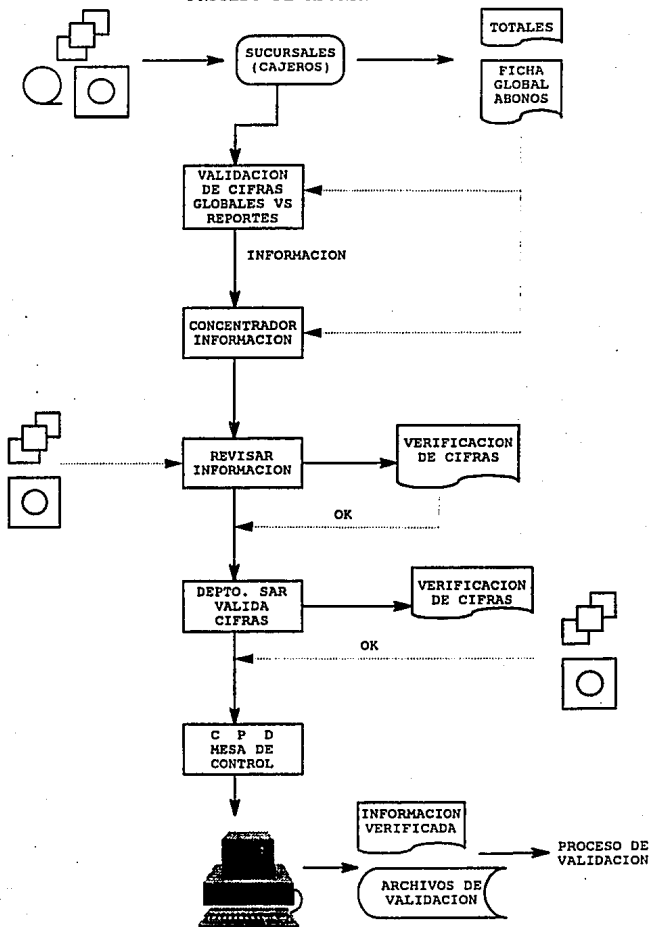 TOTALES
SUCURSALES
(CAJEROS)
FICHA
GLOBAL
ABONOS
VALIDACION
DE CIFRAS
GLOBALES VS
REPORTES
INFORMACION
CONCENTRADOR
INFORMACION
REVISAR
INFORMACION
VERIFICACION
DE CIFRAS
OK
DEPTO. SAR
VALIDA
CIFRAS
VERIFICACION
DE CIFRAS
OK
C P D
MESA DE
CONTROL
INFORMACION
VERIFICADA
PROCESO DE
VALIDACION
ARCHIVOS DE
VALIDACION